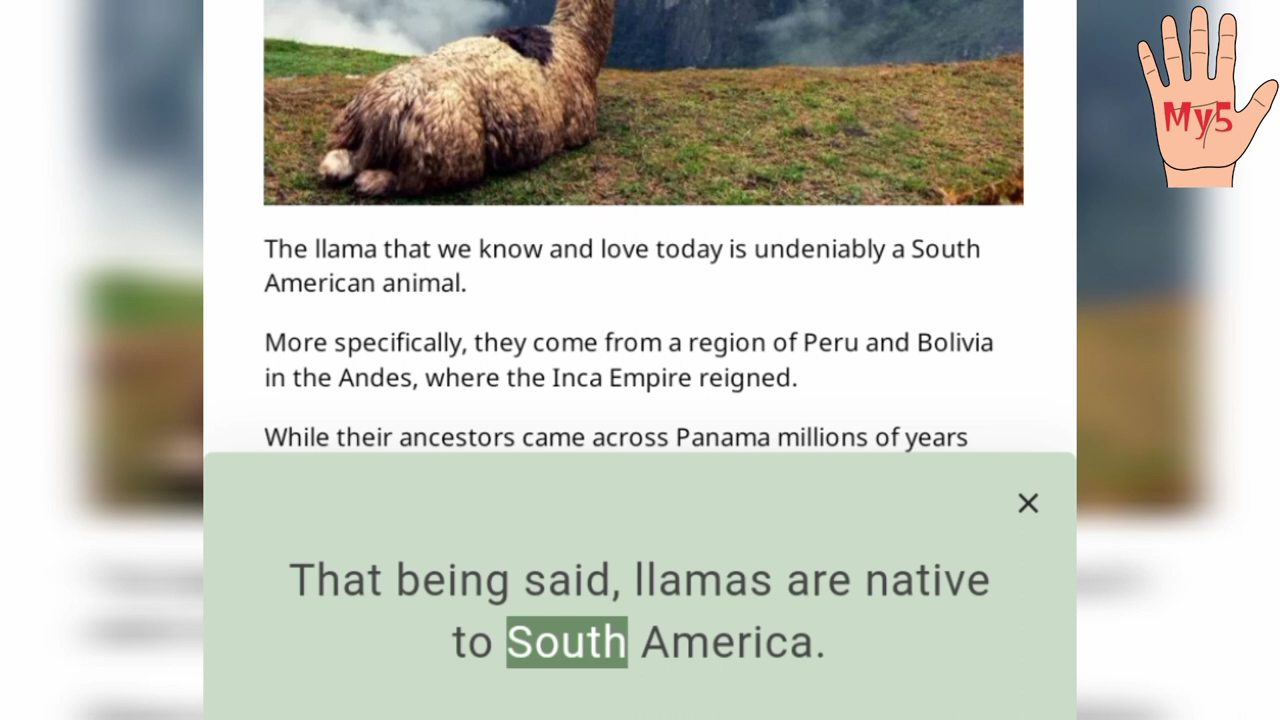 My5
The llama that we know and love today is undeniably a South
American animal.
More specifically, they come from a region of Peru and Bolivia
in the Andes, where the Inca Empire reigned.
While their ancestors came across Panama millions of years
That being said, llamas are native
to South America.